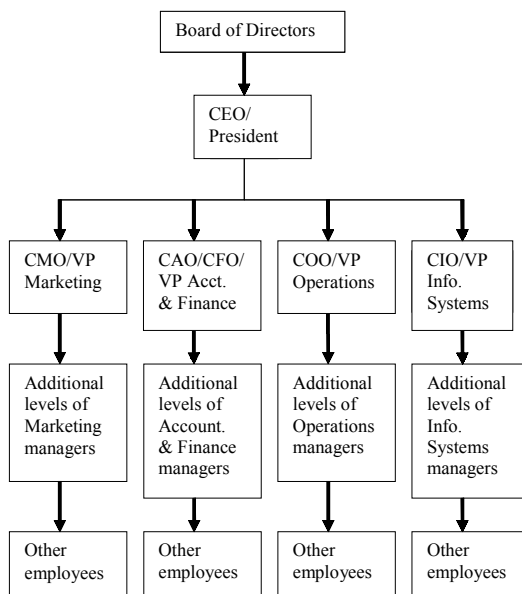 Board of Directors
CEO/
President
CMO/VP
Marketing
CAO/CFO/
VP Acct.
& Finance
COO/VP
Operations
CIO/VP
Info.
Systems
Additional
levels of
Marketing
managers
Additional
levels of
Account.
& Finance
managers
Additional
levels of
Operations
managers
Additional
levels of
Info.
Systems
managers
Other
employees
Other
employees
Other
employees
Other
employees